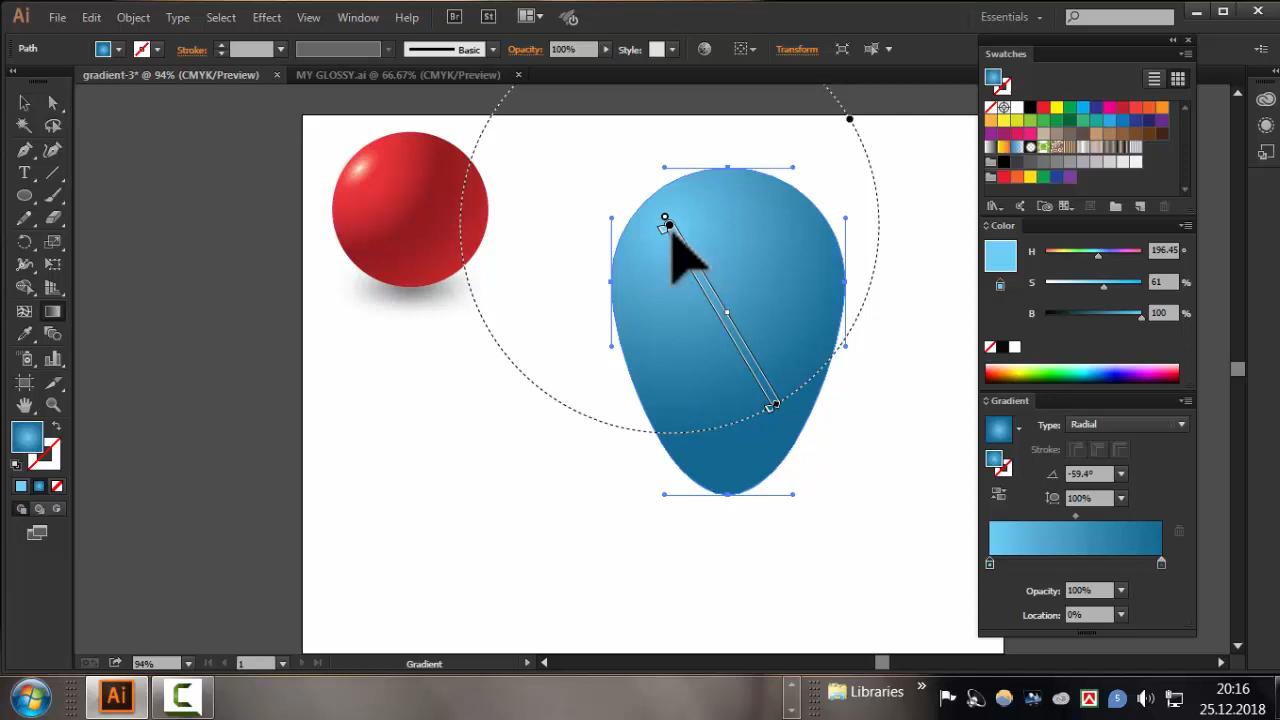 Ai File Edit Object Type Select Effect View Window Help Br St Essentials
Path Stroke: Basic Opacity: 100% Style: Transform
gradient-3* @ 94% (CMYK/Preview) × MY GLOSSY.ai @ 66.67% (CMYK/Preview) ×
Swatches
Color
H 196.45 °
S 61 %
B 100 %
Gradient
Type: Radial
Stroke:
-59.4°
100%
Opacity: 100%
Location: 0%
94% 1 Gradient
Ai C Libraries » 5 20:16
25.12.2018